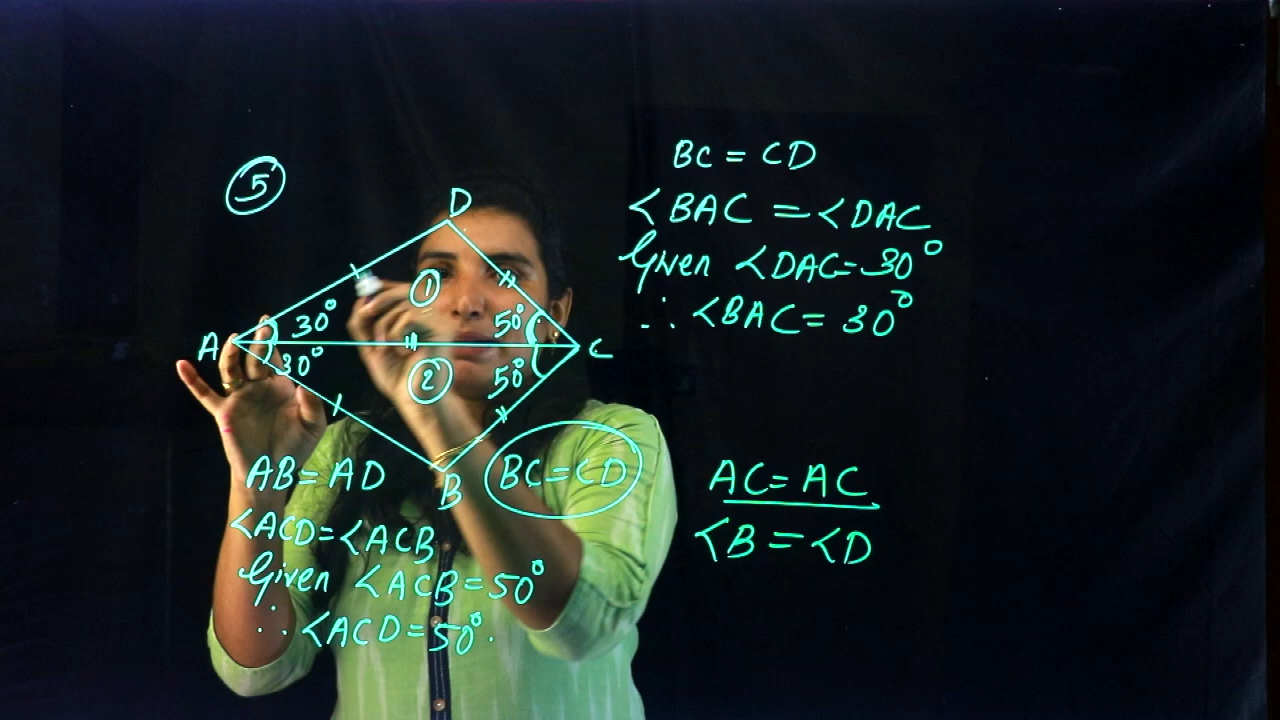 5
D
1
30°
50°
A
C
30°
2
50°
B
AB = AD
∠ACD = ∠ACB
Given ∠ACB = 50°
∴ ∠ACD = 50°.
BC = CD
BC = CD
∠BAC = ∠DAC
Given ∠DAC = 30°
∴ ∠BAC = 30°
AC = AC
∠B = ∠D